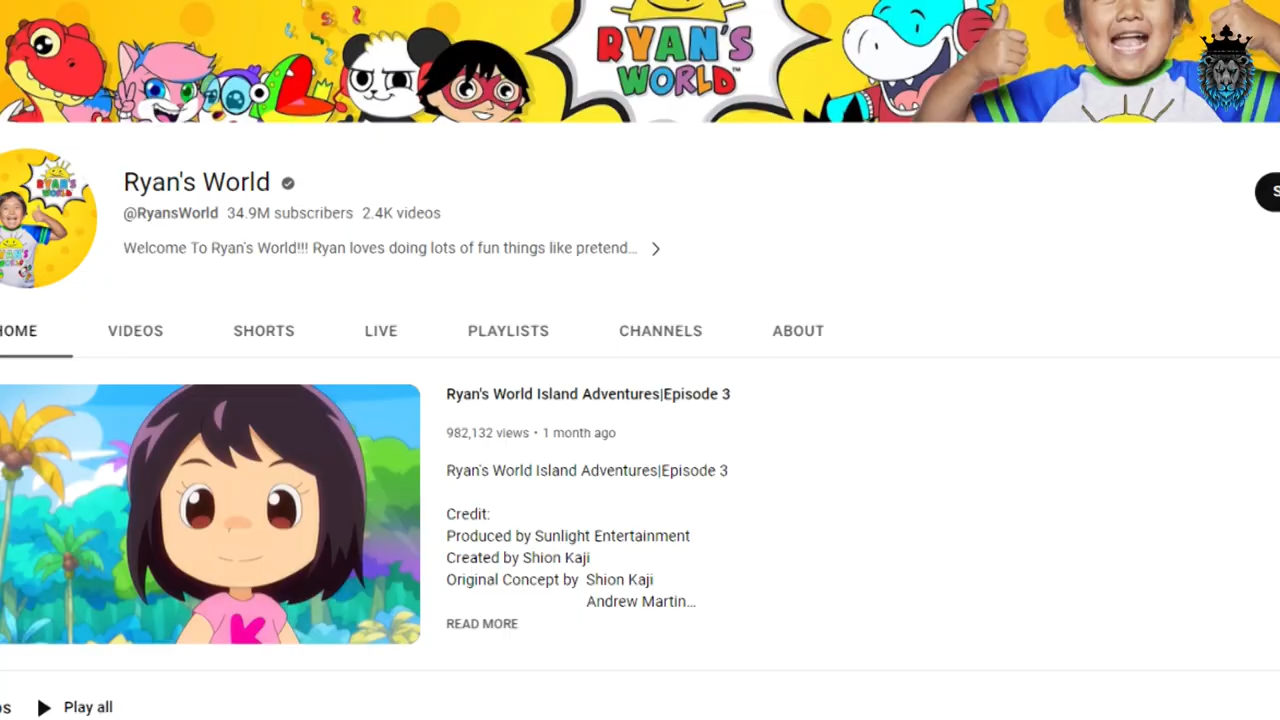 RYAN'S
WORLD™
Ryan's World
@RyansWorld 34.9M subscribers 2.4K videos
Welcome To Ryan's World!!! Ryan loves doing lots of fun things like pretend...
HOME VIDEOS SHORTS LIVE PLAYLISTS CHANNELS ABOUT
Ryan's World Island Adventures|Episode 3
982,132 views • 1 month ago
Ryan's World Island Adventures|Episode 3
Credit:
Produced by Sunlight Entertainment
Created by Shion Kaji
Original Concept by Shion Kaji
Andrew Martin...
READ MORE
K
Play all